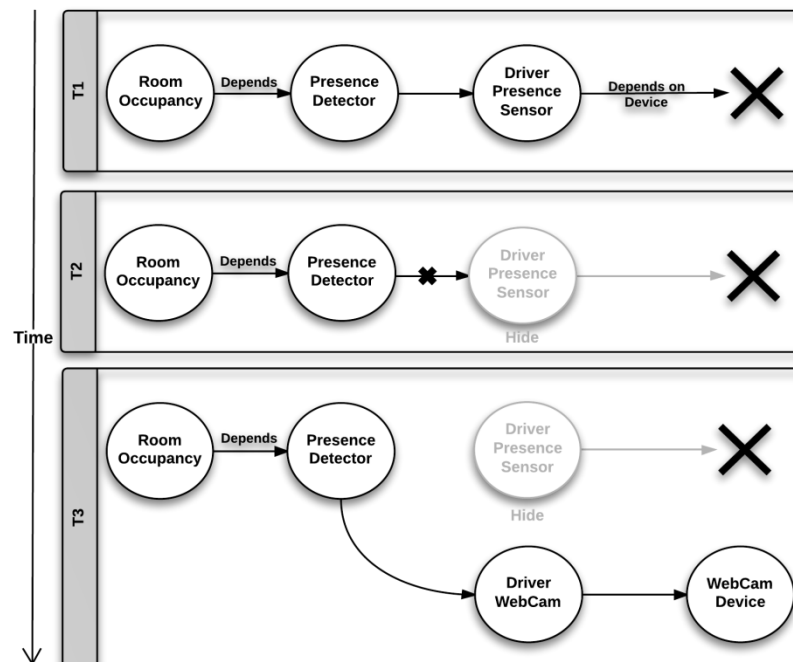 T1
Room
Occupancy
Depends
Presence
Detector
Driver
Presence
Sensor
Depends on
Device
T2
Room
Occupancy
Depends
Presence
Detector
Driver
Presence
Sensor
Hide
Time
T3
Room
Occupancy
Depends
Presence
Detector
Driver
Presence
Sensor
Hide
Driver
WebCam
WebCam
Device